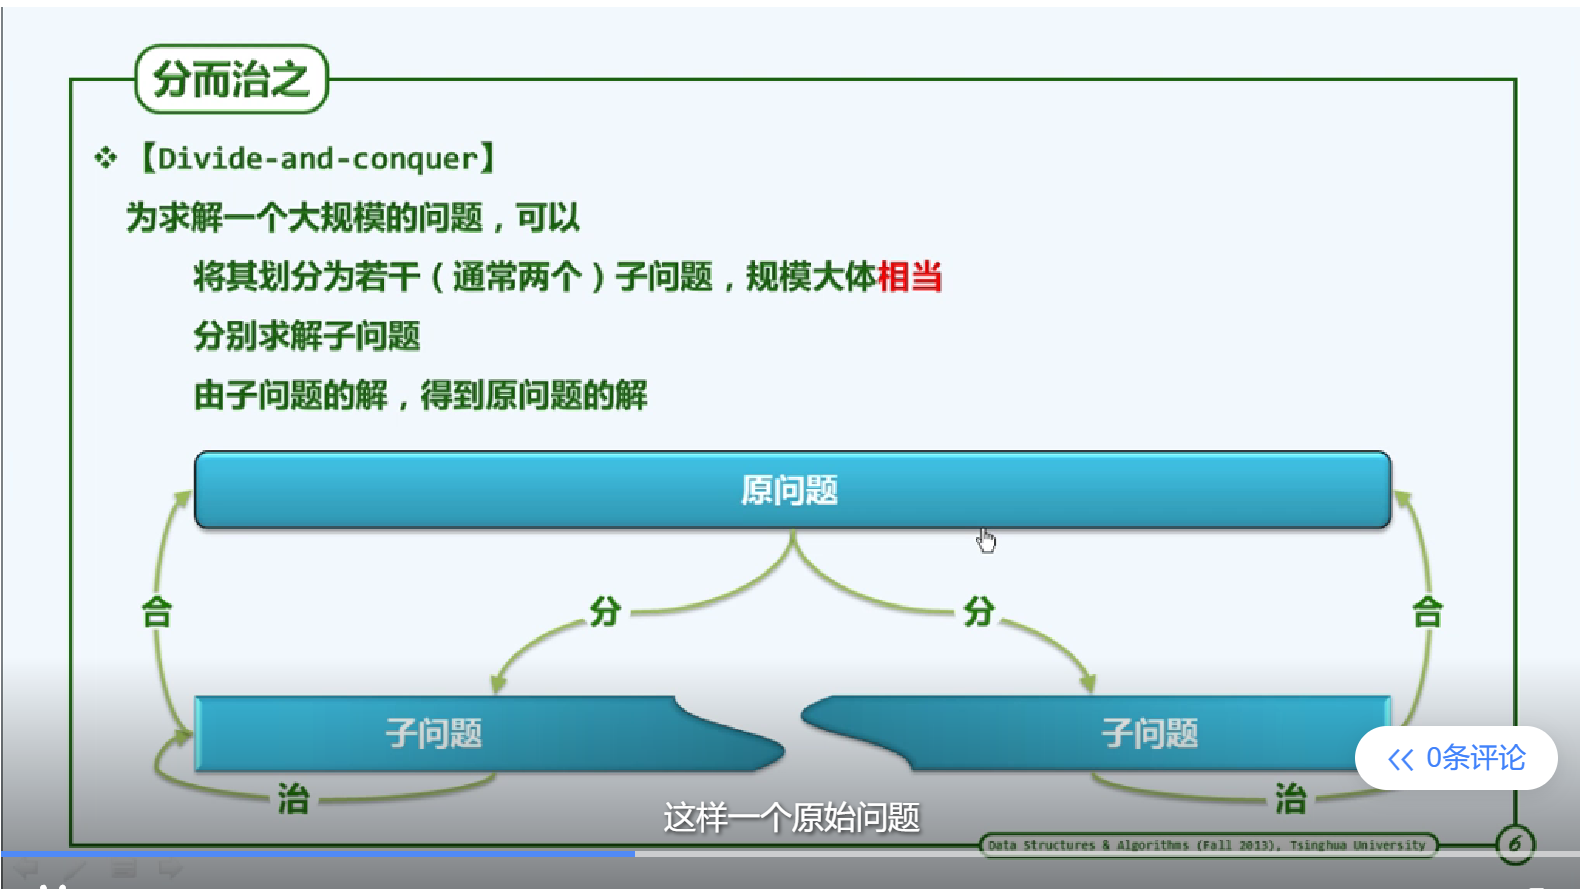 分而治之
【Divide-and-conquer】
为求解一个大规模的问题，可以
将其划分为若干（通常两个）子问题，规模大体相当
分别求解子问题
由子问题的解，得到原问题的解
原问题
合
分
分
合
子问题
子问题
0条评论
治
治
这样一个原始问题
Data Structures & Algorithms (Fall 2013), Tsinghua University
6